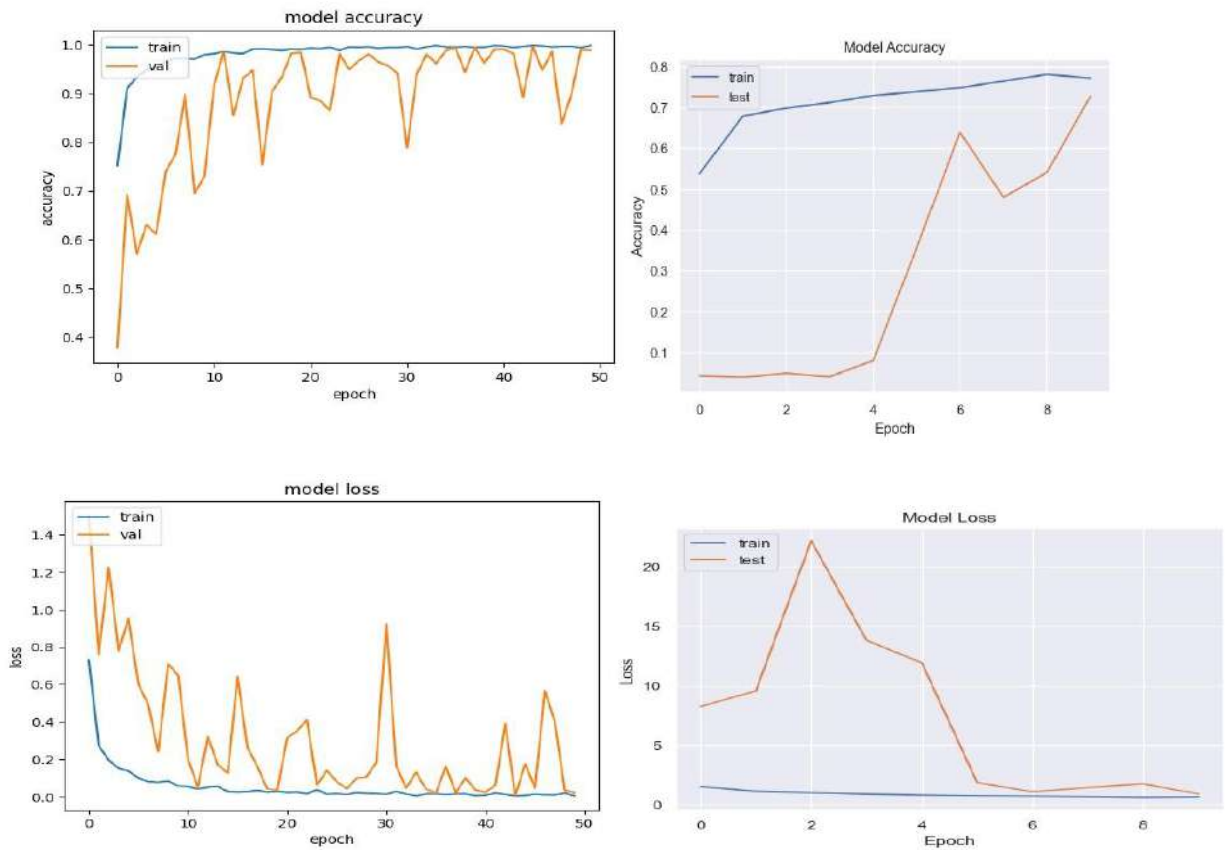 model accuracy
train
val
1.0
0.9
0.8
0.7
0.6
0.5
0.4
accuracy
0 10 20 30 40 50
epoch
Model Accuracy
train
test
0.8
0.7
0.6
0.5
0.4
0.3
0.2
0.1
Accuracy
0 2 4 6 8
Epoch
model loss
train
val
1.4
1.2
1.0
0.8
0.6
0.4
0.2
0.0
loss
0 10 20 30 40 50
epoch
Model Loss
train
test
20
15
10
5
0
Loss
0 2 4 6 8
Epoch